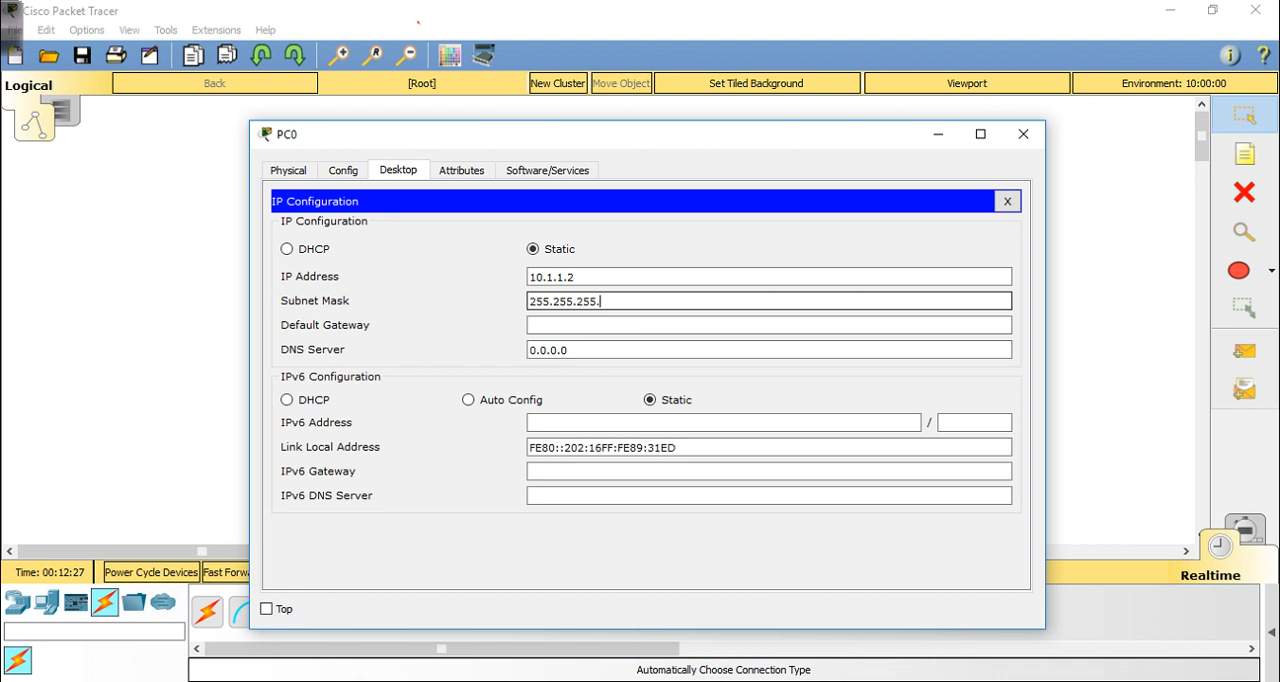 Cisco Packet Tracer
File Edit Options View Tools Extensions Help
Logical Back [Root] New Cluster Move Object Set Tiled Background Viewport Environment: 10:00:00
PC0
Physical Config Desktop Attributes Software/Services
IP Configuration X
IP Configuration
DHCP Static
IP Address 10.1.1.2
Subnet Mask 255.255.255.
Default Gateway
DNS Server 0.0.0.0
IPv6 Configuration
DHCP Auto Config Static
IPv6 Address /
Link Local Address FE80::202:16FF:FE89:31ED
IPv6 Gateway
IPv6 DNS Server
Time: 00:12:27 Power Cycle Devices Fast Forw
Realtime
Top
Automatically Choose Connection Type